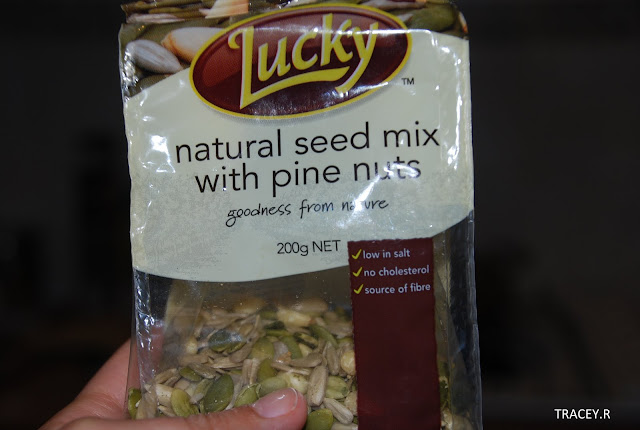 Lucky
TM
natural seed mix
with pine nuts
goodness from nature
200g NET
✓low in salt
✓no cholesterol
✓source of fibre
TRACEY.R